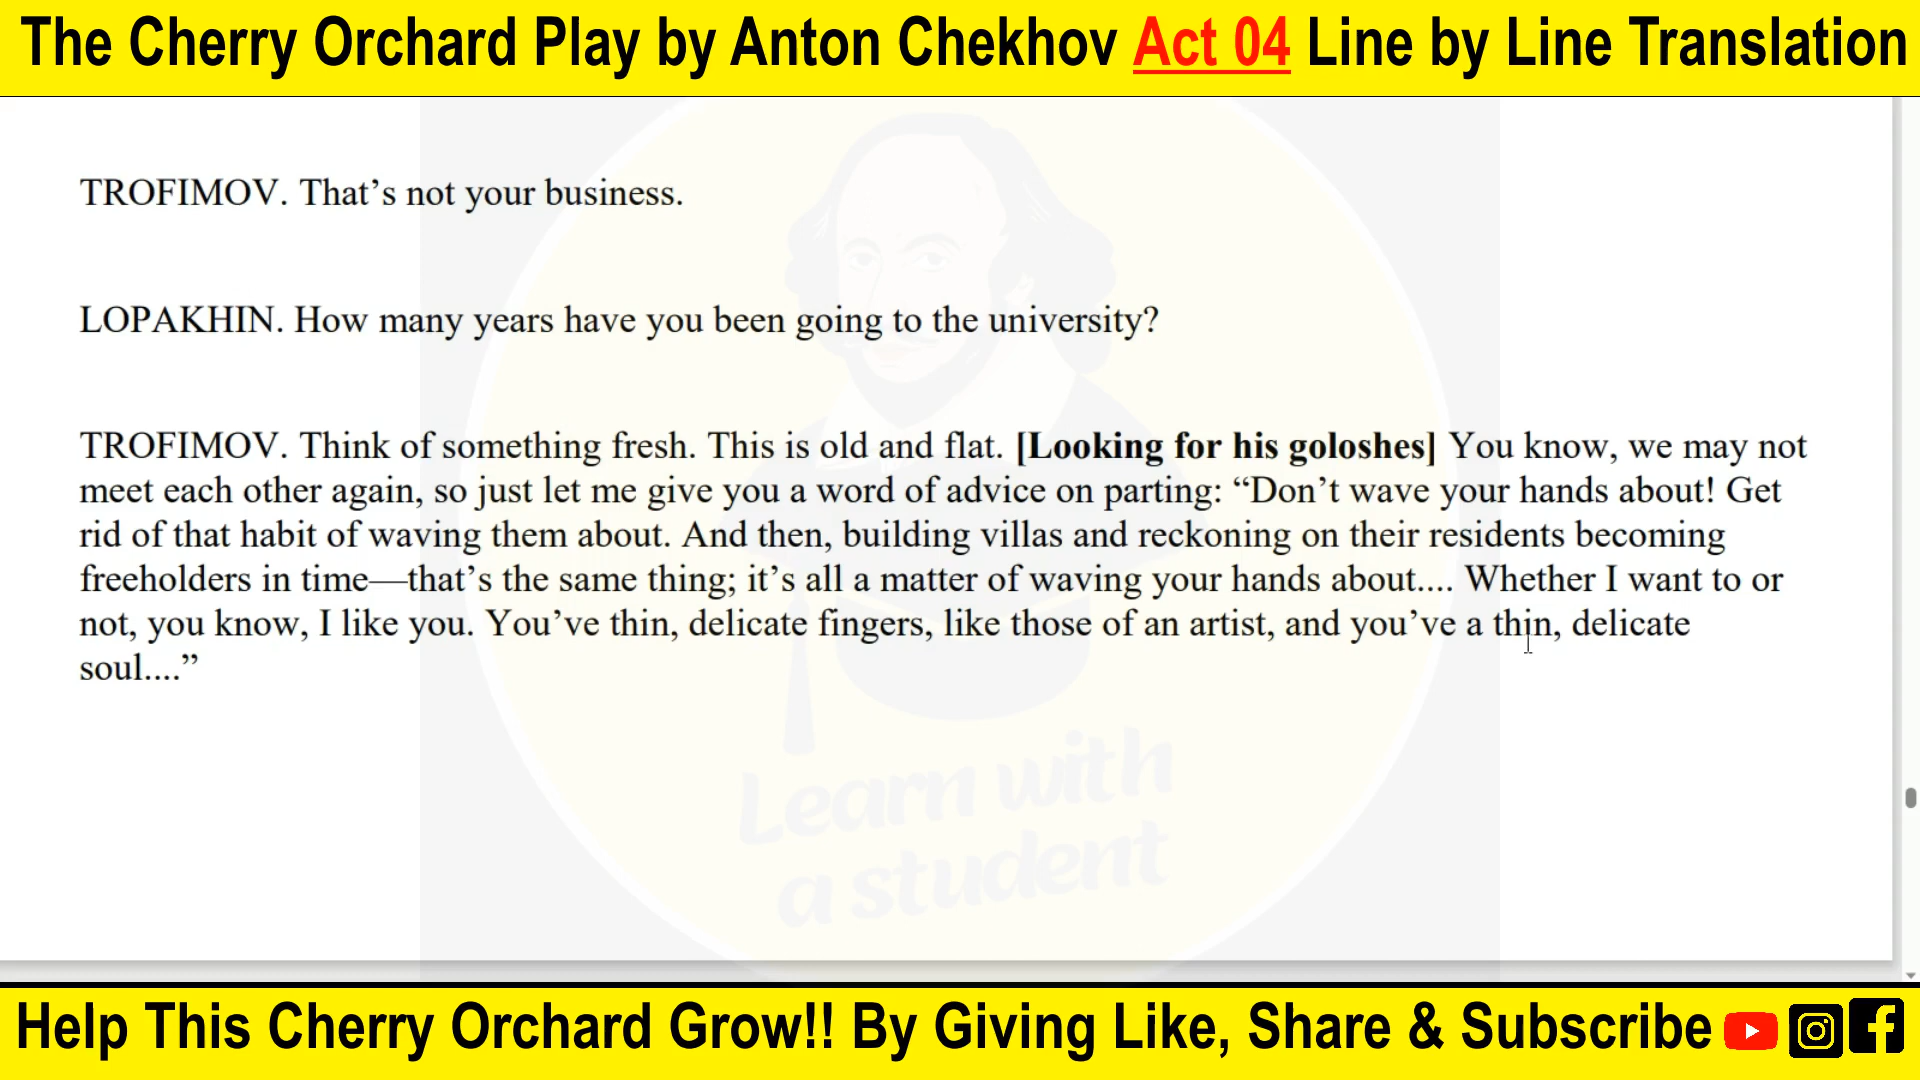 The Cherry Orchard Play by Anton Chekhov Act 04 Line by Line Translation
TROFIMOV. That’s not your business.
LOPAKHIN. How many years have you been going to the university?
TROFIMOV. Think of something fresh. This is old and flat. [Looking for his goloshes] You know, we may not
meet each other again, so just let me give you a word of advice on parting: “Don’t wave your hands about! Get
rid of that habit of waving them about. And then, building villas and reckoning on their residents becoming
freeholders in time—that’s the same thing; it’s all a matter of waving your hands about.... Whether I want to or
not, you know, I like you. You’ve thin, delicate fingers, like those of an artist, and you’ve a thin, delicate
soul....”
Learn with
a student
Help This Cherry Orchard Grow!! By Giving Like, Share & Subscribe